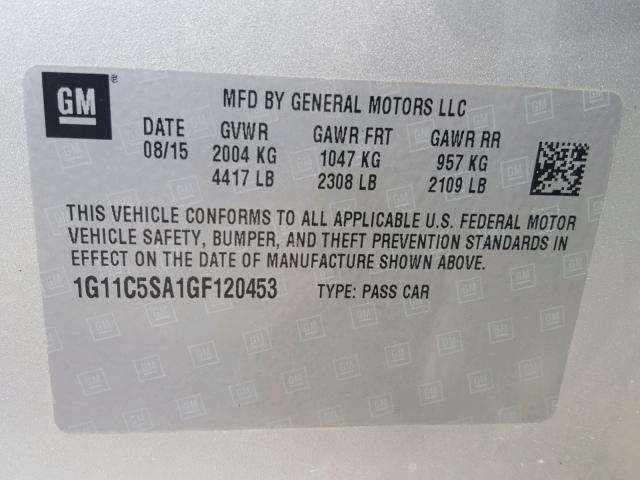 GM ®
MFD BY GENERAL MOTORS LLC
DATE GVWR GAWR FRT GAWR RR
08/15 2004 KG 1047 KG 957 KG
4417 LB 2308 LB 2109 LB
THIS VEHICLE CONFORMS TO ALL APPLICABLE U.S. FEDERAL MOTOR
VEHICLE SAFETY, BUMPER, AND THEFT PREVENTION STANDARDS IN
EFFECT ON THE DATE OF MANUFACTURE SHOWN ABOVE.
1G11C5SA1GF120453 TYPE: PASS CAR